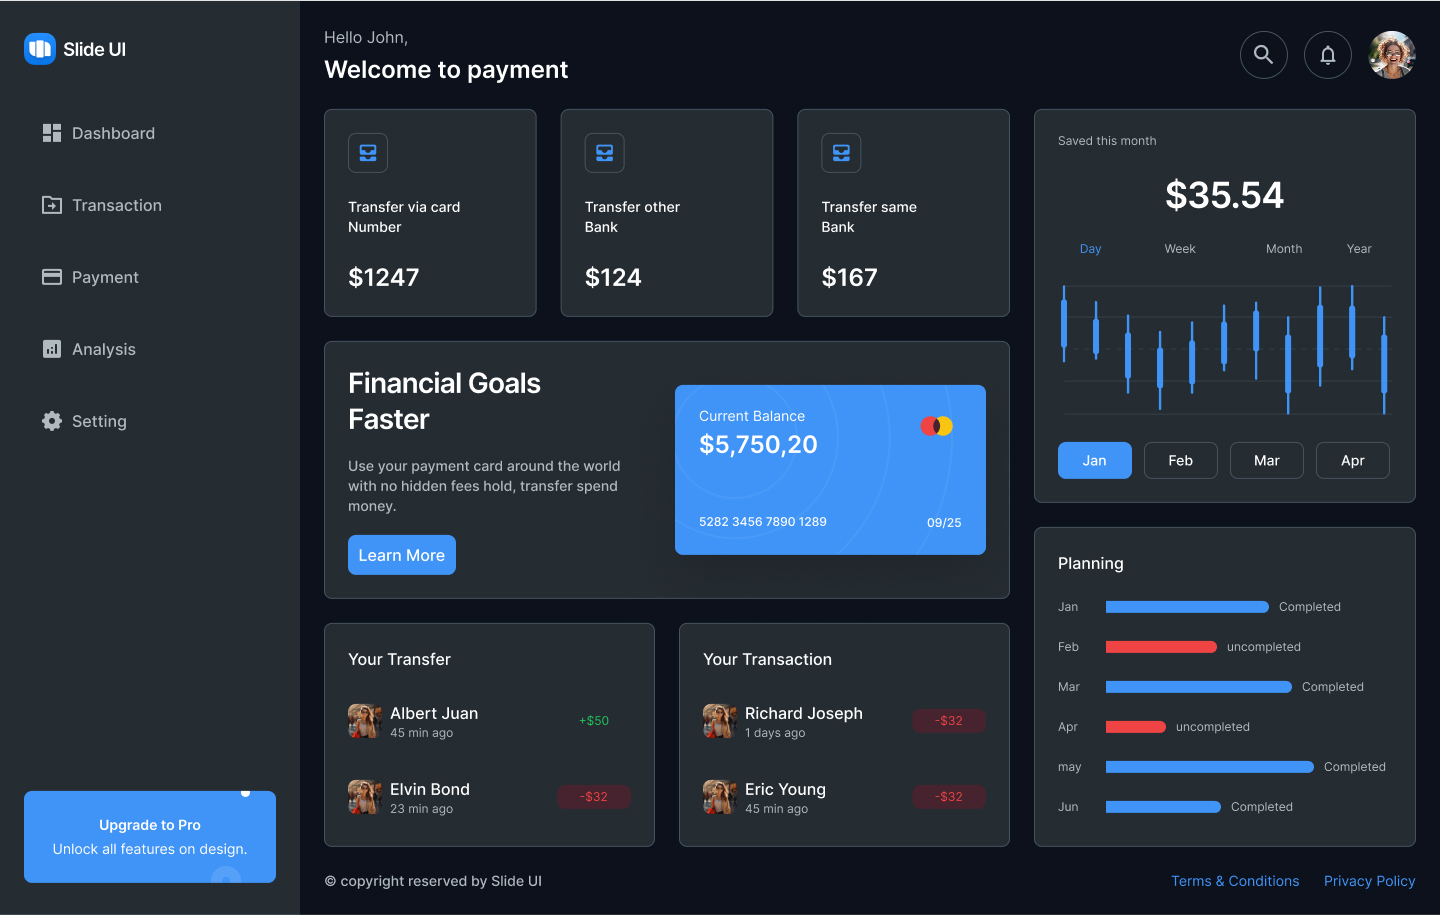 Slide UI
Dashboard
Transaction
Payment
Analysis
Setting
Upgrade to Pro
Unlock all features on design.
Hello John,
Welcome to payment
Transfer via card
Number
$1247
Transfer other
Bank
$124
Transfer same
Bank
$167
Financial Goals
Faster
Use your payment card around the world
with no hidden fees hold, transfer spend
money.
Learn More
Current Balance
$5,750,20
5282 3456 7890 1289
09/25
Your Transfer
Albert Juan
45 min ago
+$50
Elvin Bond
23 min ago
-$32
Your Transaction
Richard Joseph
1 days ago
-$32
Eric Young
45 min ago
-$32
Saved this month
$35.54
Day Week Month Year
Jan Feb Mar Apr
Planning
Jan Completed
Feb uncompleted
Mar Completed
Apr uncompleted
may Completed
Jun Completed
© copyright reserved by Slide UI
Terms & Conditions Privacy Policy